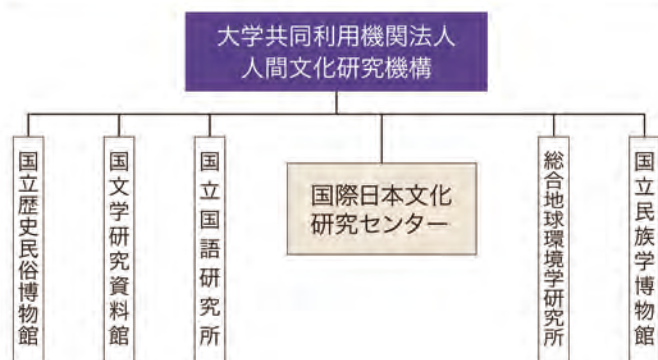 大学共同利用機関法人
人間文化研究機構
国立歴史民俗博物館
国文学研究資料館
国立国語研究所
国際日本文化
研究センター
総合地球環境学研究所
国立民族学博物館